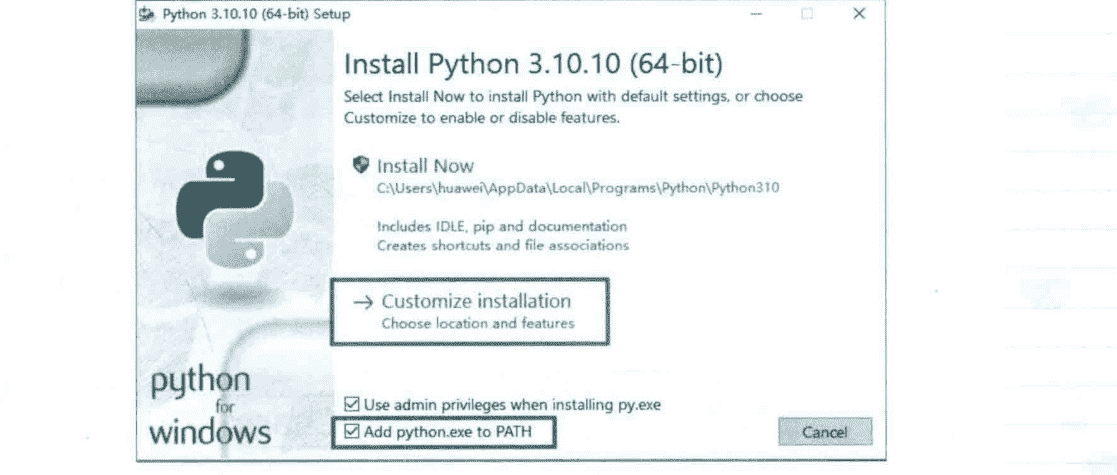 Python 3.10.10 (64-bit) Setup
Install Python 3.10.10 (64-bit)
Select Install Now to install Python with default settings, or choose
Customize to enable or disable features.
Install Now
C:\Users\huawei\AppData\Local\Programs\Python\Python310
Includes IDLE, pip and documentation
Creates shortcuts and file associations
→ Customize installation
Choose location and features
python
for
windows
Use admin privileges when installing py.exe
Add python.exe to PATH
Cancel